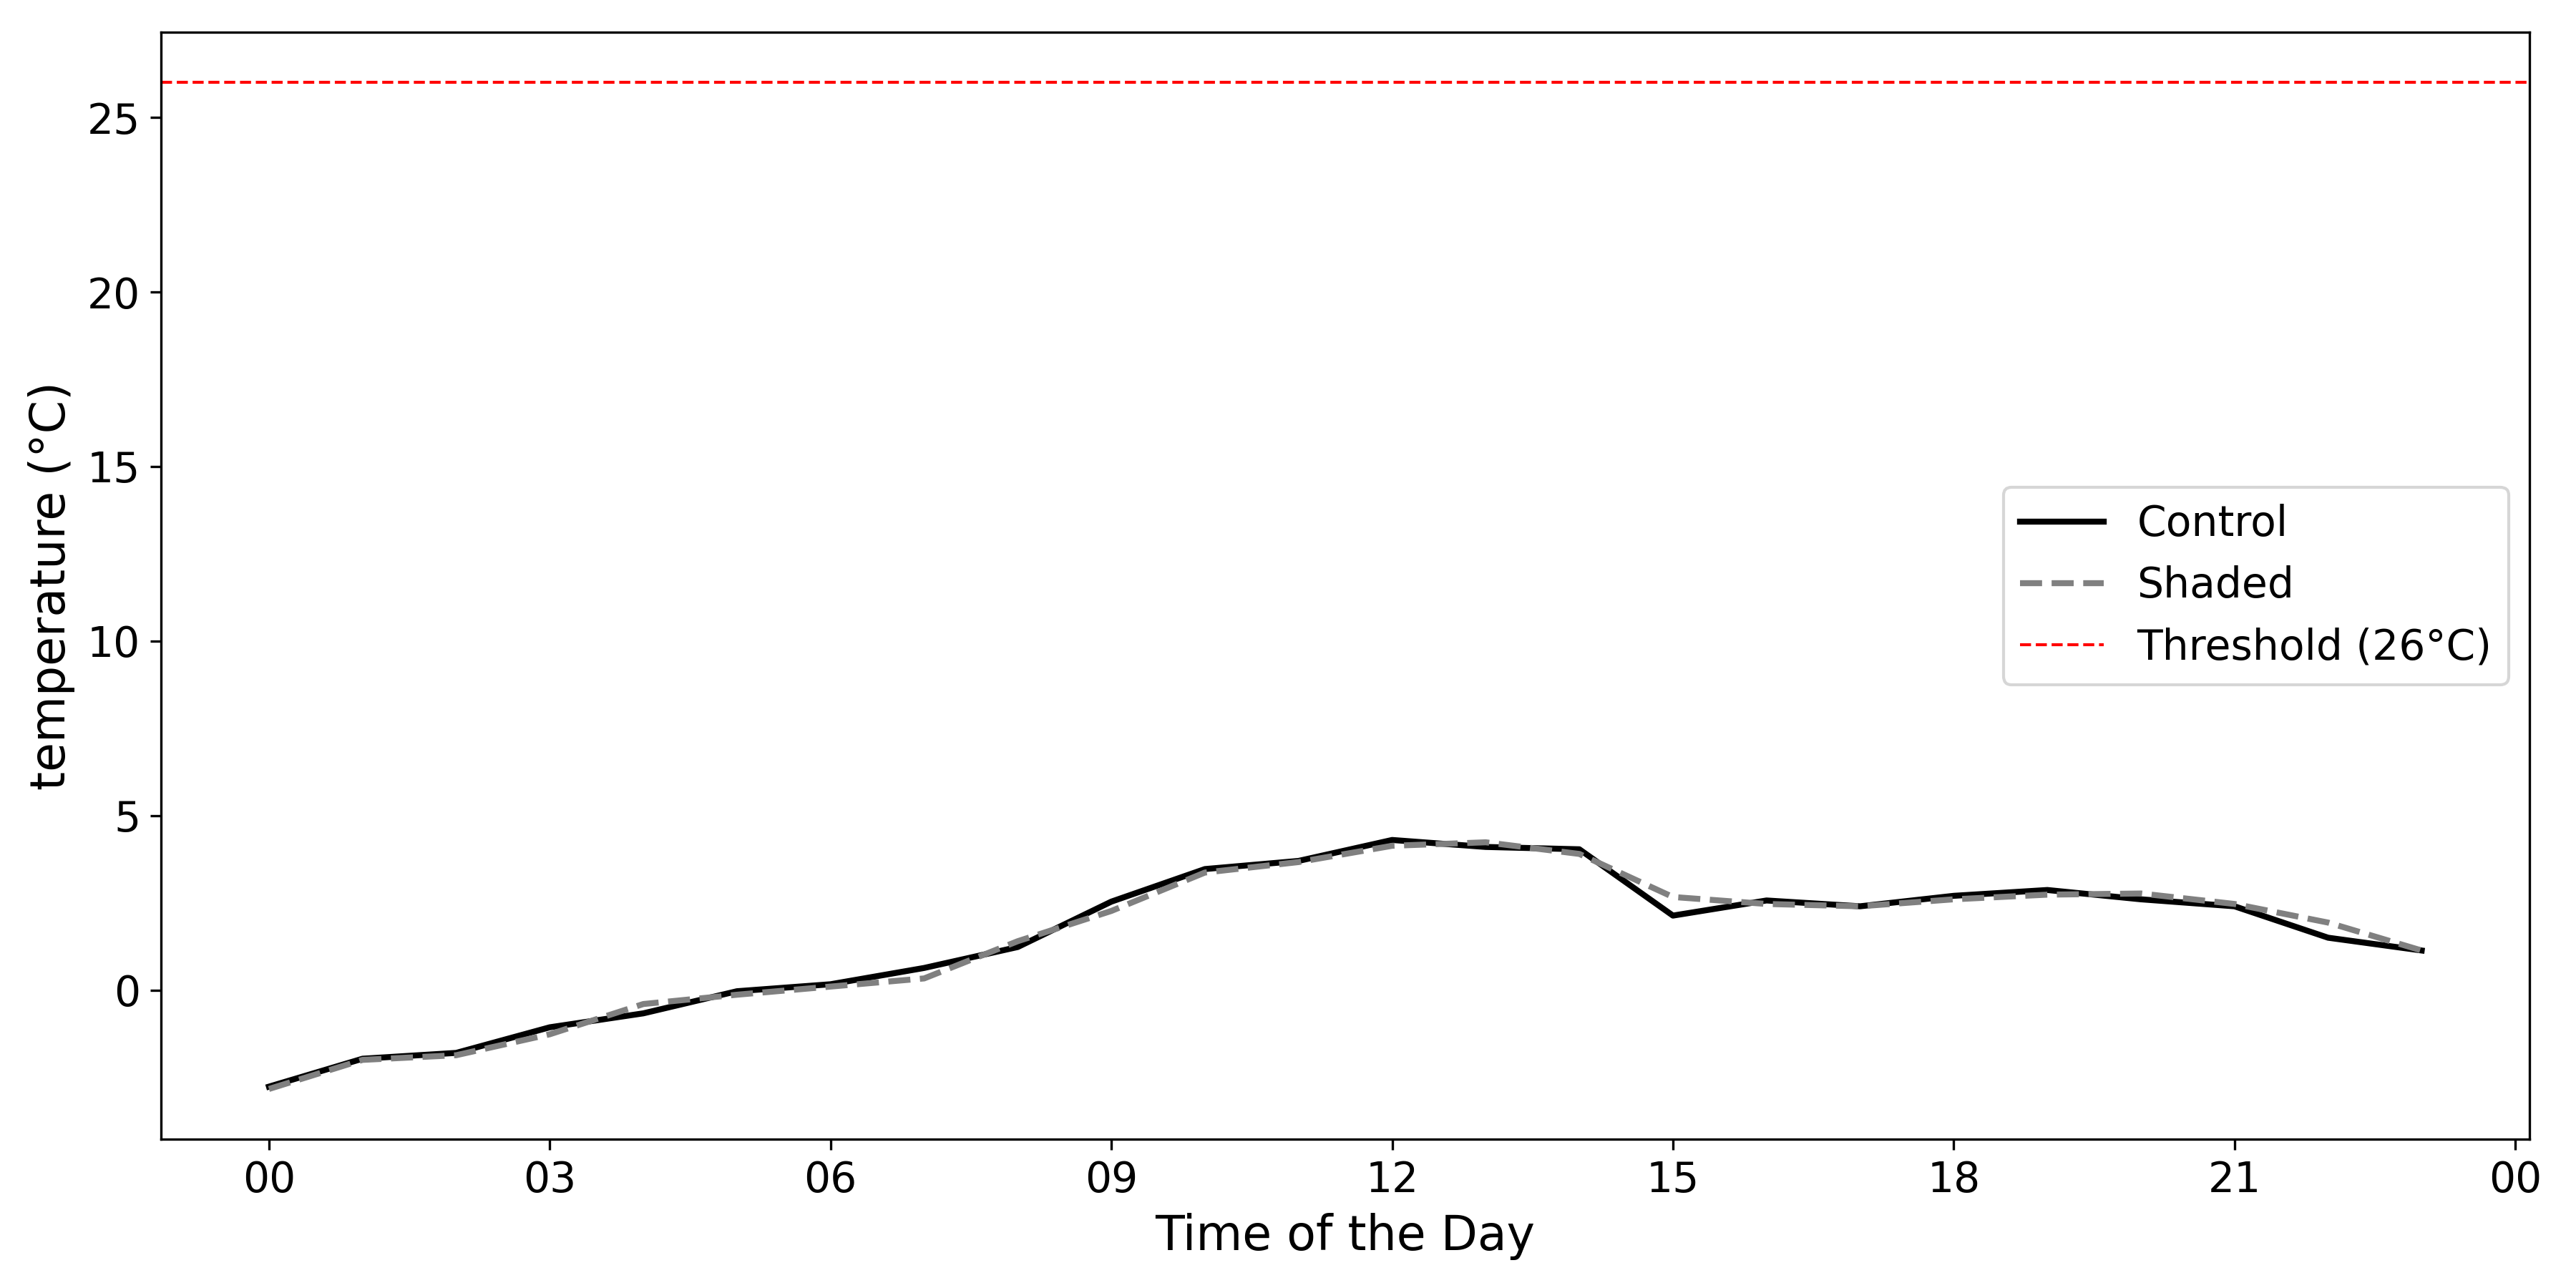 25
20
15
10
5
0
temperature (°C)
Control
Shaded
Threshold (26°C)
00 03 06 09 12 15 18 21 00
Time of the Day